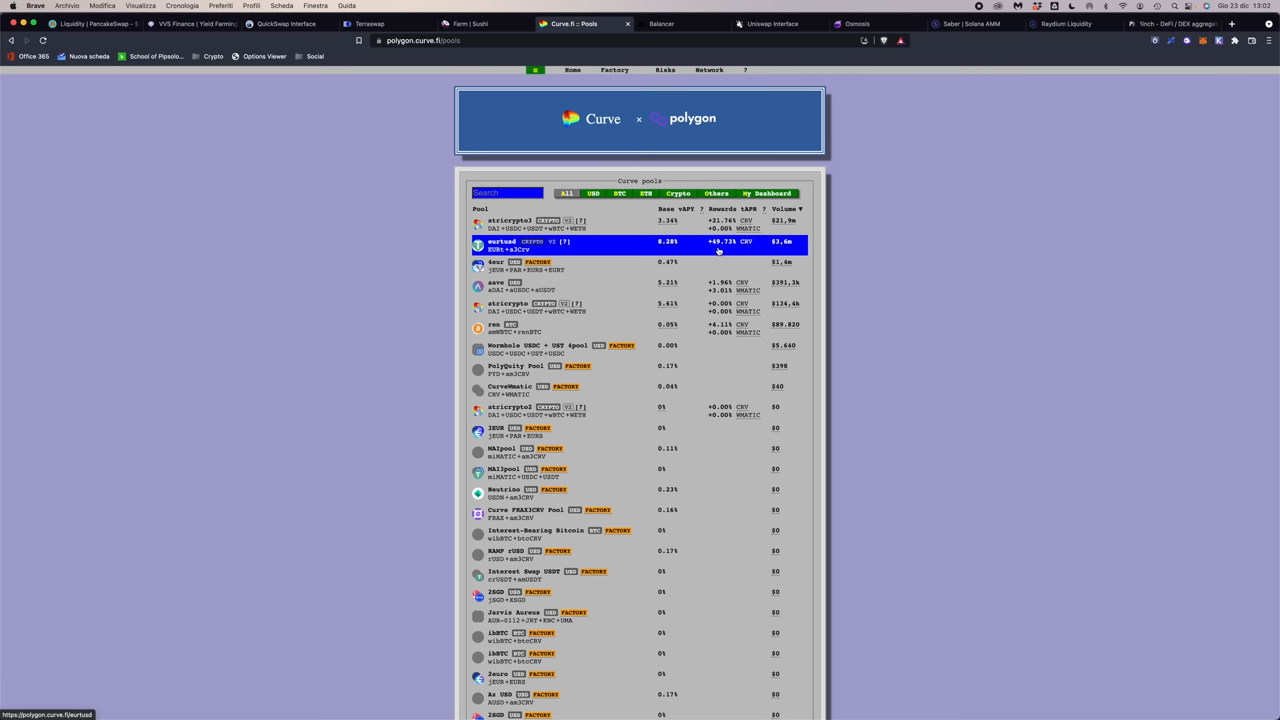 Brave Archivio Modifica Visualizza Cronologia Preferiti Profili Scheda Finestra Guida Gio 23 dic 13:02
Liquidity | PancakeSwap - $ VVS Finance | Yield Farming QuickSwap Interface Terraswap Farm | Sushi Curve.fi :: Pools Balancer Uniswap Interface Osmosis Saber | Solana AMM Raydium Liquidity 1inch - DeFi / DEX aggregat
polygon.curve.fi/pools
Office 365 Nuova scheda School of Pipsolo... Crypto Options Viewer Social
Home Factory Risks Network ?
Curve × polygon
Curve pools
Search All USD BTC ETH Crypto Others My Dashboard
Pool Base vAPY ? Rewards tAPR ? Volume ▼
atricrypto3 CRYPTO V2 [?] 3.34% +21.76% CRV $21,9m
DAI+USDC+USDT+wBTC+WETH +0.00% WMATIC
eurtusd CRYPTO V2 [?] 8.28% +49.73% CRV $3,6m
EURt+a3Crv
4eur USD FACTORY 0.47% $1,4m
jEUR+PAR+EURS+EURT
aave USD 5.21% +1.96% CRV $391,3k
aDAI+aUSDC+aUSDT +3.01% WMATIC
atricrypto CRYPTO V2 [?] 5.61% +0.00% CRV $134,4k
DAI+USDC+USDT+wBTC+WETH +0.00% WMATIC
ren BTC 0.05% +4.11% CRV $89.820
amWBTC+renBTC +0.00% WMATIC
Wormhole USDC + UST 4pool USD FACTORY 0.00% $5.640
USDC+USDC+UST+USDC
PolyQuity Pool USD FACTORY 0.17% $398
PYD+am3CRV
CurveWmatic USD FACTORY 0.04% $40
CRV+WMATIC
atricrypto2 CRYPTO V2 [?] 0% +0.00% CRV $0
DAI+USDC+USDT+wBTC+WETH +0.00% WMATIC
3EUR USD FACTORY 0% $0
jEUR+PAR+EURS
MAIpool USD FACTORY 0.11% $0
miMATIC+am3CRV
MAI3pool USD FACTORY 0% $0
miMATIC+USDC+USDT
Neutrino USD FACTORY 0.23% $0
USDN+am3CRV
Curve FRAX3CRV Pool USD FACTORY 0.16% $0
FRAX+am3CRV
Interest-Bearing Bitcoin BTC FACTORY 0% $0
wibBTC+btcCRV
RAMP rUSD USD FACTORY 0.17% $0
rUSD+am3CRV
Interest Swap USDT USD FACTORY 0% $0
crUSDT+amUSDT
2SGD USD FACTORY 0% $0
jSGD+XSGD
Jarvis Aureus USD FACTORY 0% $0
AUR-0112+JRT+KNC+UMA
ibBTC BTC FACTORY 0% $0
wibBTC+btcCRV
ibBTC BTC FACTORY 0% $0
wibBTC+btcCRV
2euro USD FACTORY 0% $0
jEUR+EURS
Az USD USD FACTORY 0.17% $0
AUSD+am3CRV
2SGD USD FACTORY 0% $0
https://polygon.curve.fi/eurtusd